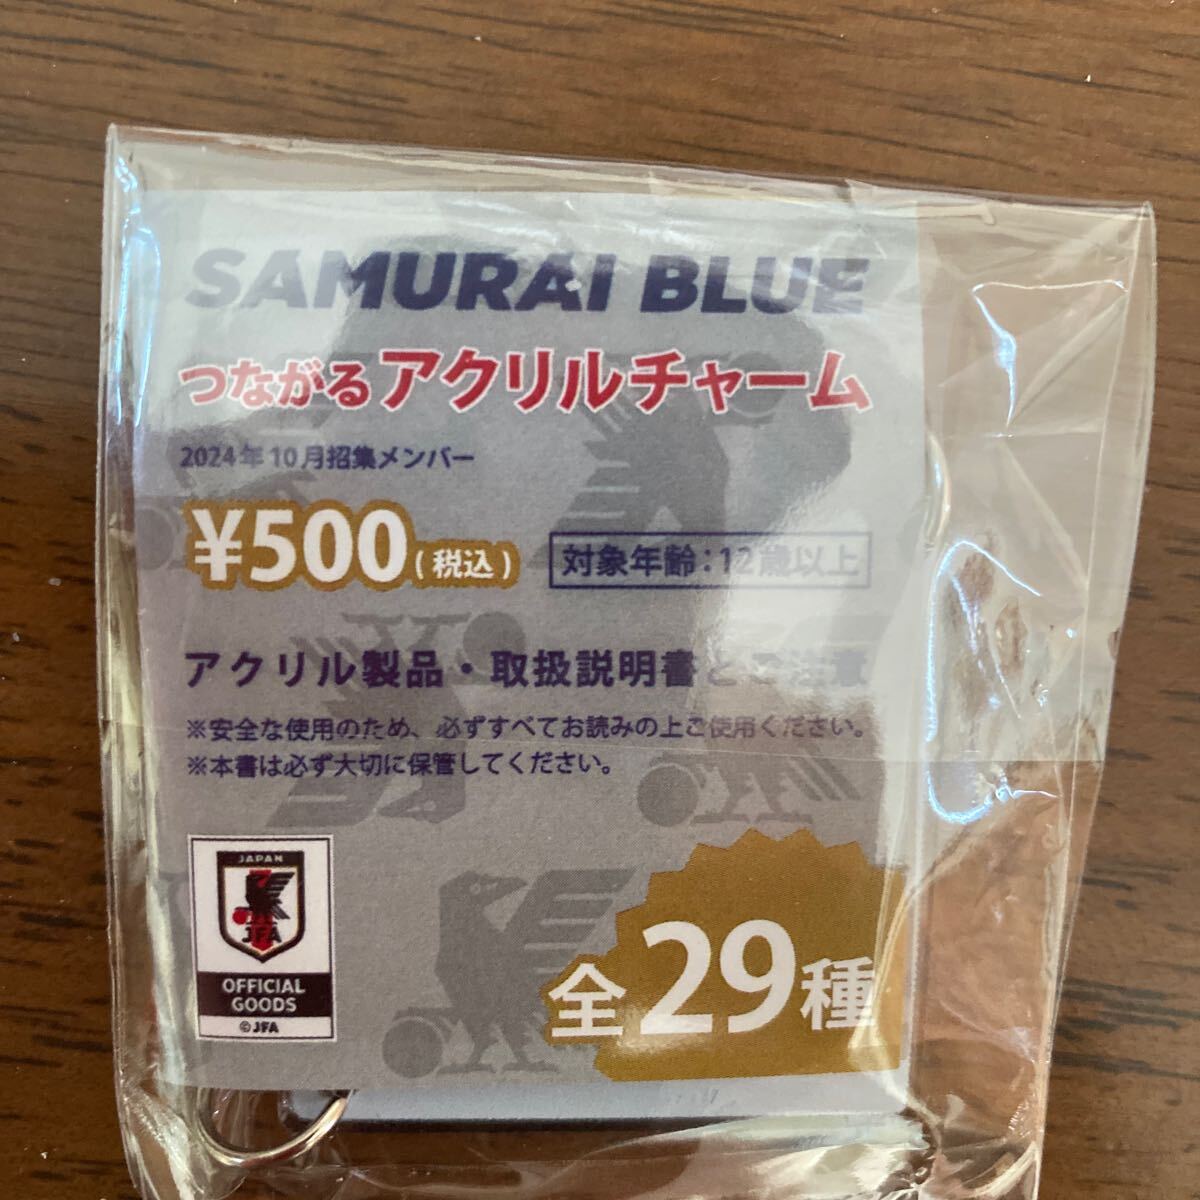 SAMURAI BLUE
つながるアクリルチャーム
2024年10月招集メンバー
¥500(税込)
対象年齢:12歳以上
アクリル製品・取扱説明書とご注意
※安全な使用のため、必ずすべてお読みの上ご使用ください。
※本書は必ず大切に保管してください。
JAPAN
JFA
OFFICIAL
GOODS
©JFA
全29種